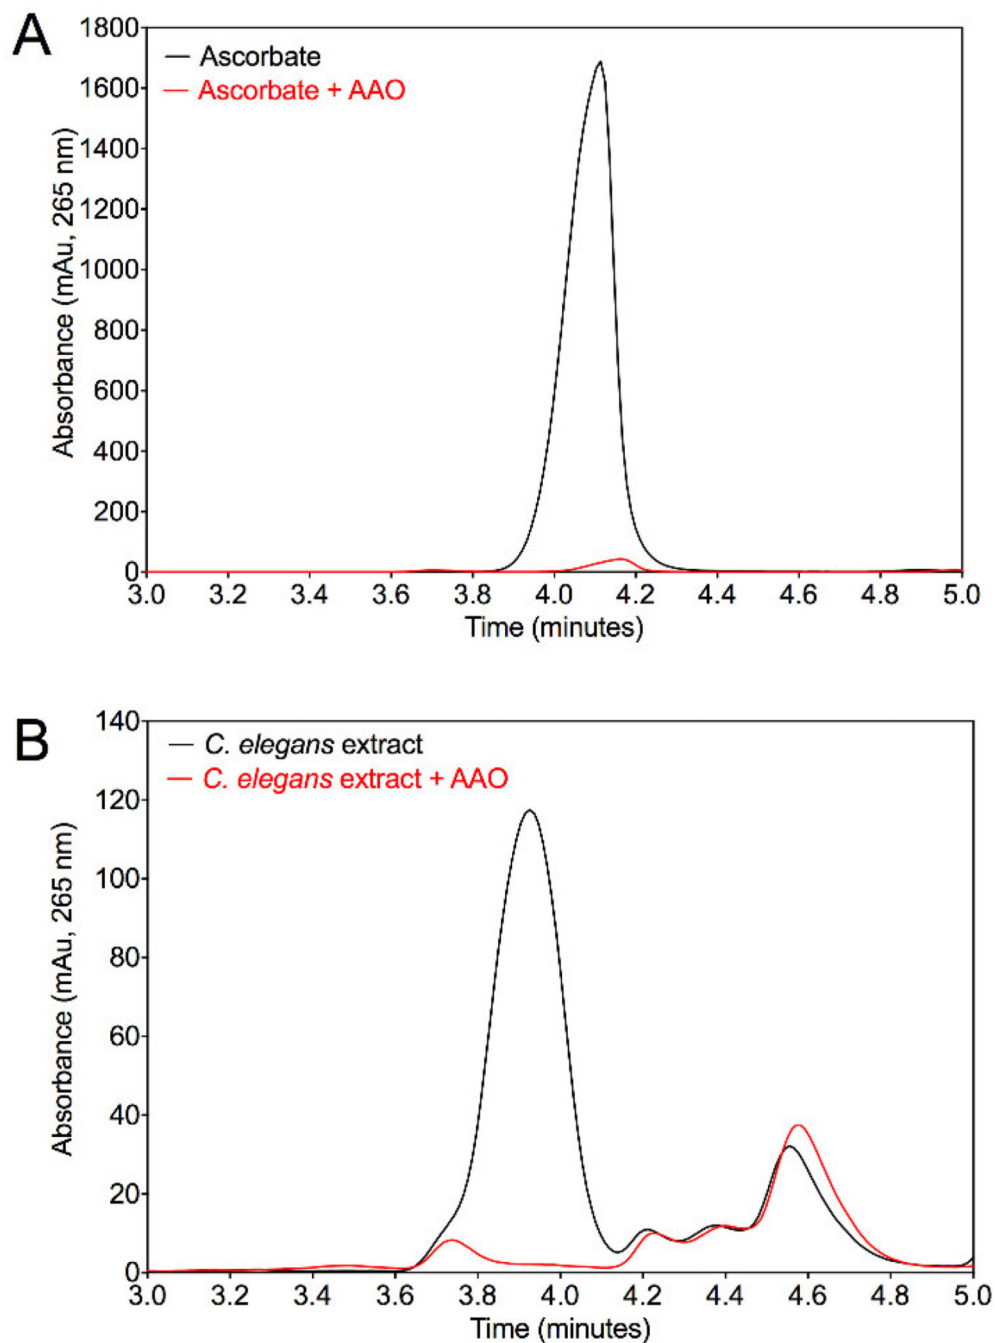 A
Ascorbate
Ascorbate + AAO
Absorbance (mAu, 265 nm)
1800
1600
1400
1200
1000
800
600
400
200
0
3.0 3.2 3.4 3.6 3.8 4.0 4.2 4.4 4.6 4.8 5.0
Time (minutes)
B
C. elegans extract
C. elegans extract + AAO
Absorbance (mAu, 265 nm)
140
120
100
80
60
40
20
0
3.0 3.2 3.4 3.6 3.8 4.0 4.2 4.4 4.6 4.8 5.0
Time (minutes)